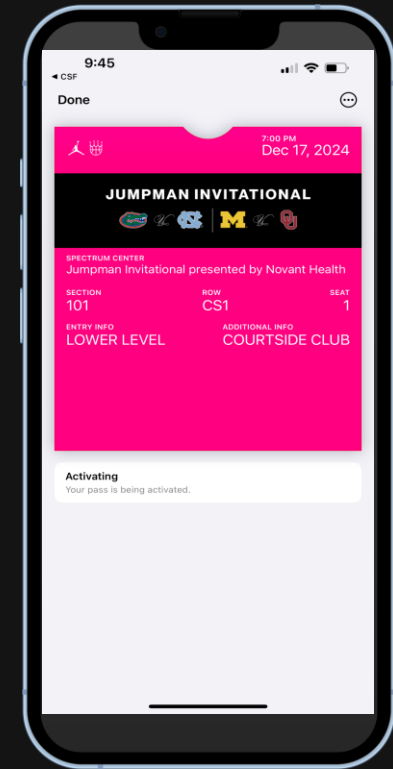 9:45
◄ CSF
Done
7:00 PM
Dec 17, 2024
JUMPMAN INVITATIONAL
NC M OU
SPECTRUM CENTER
Jumpman Invitational presented by Novant Health
SECTION ROW SEAT
101 CS1 1
ENTRY INFO ADDITIONAL INFO
LOWER LEVEL COURTSIDE CLUB
Activating
Your pass is being activated.